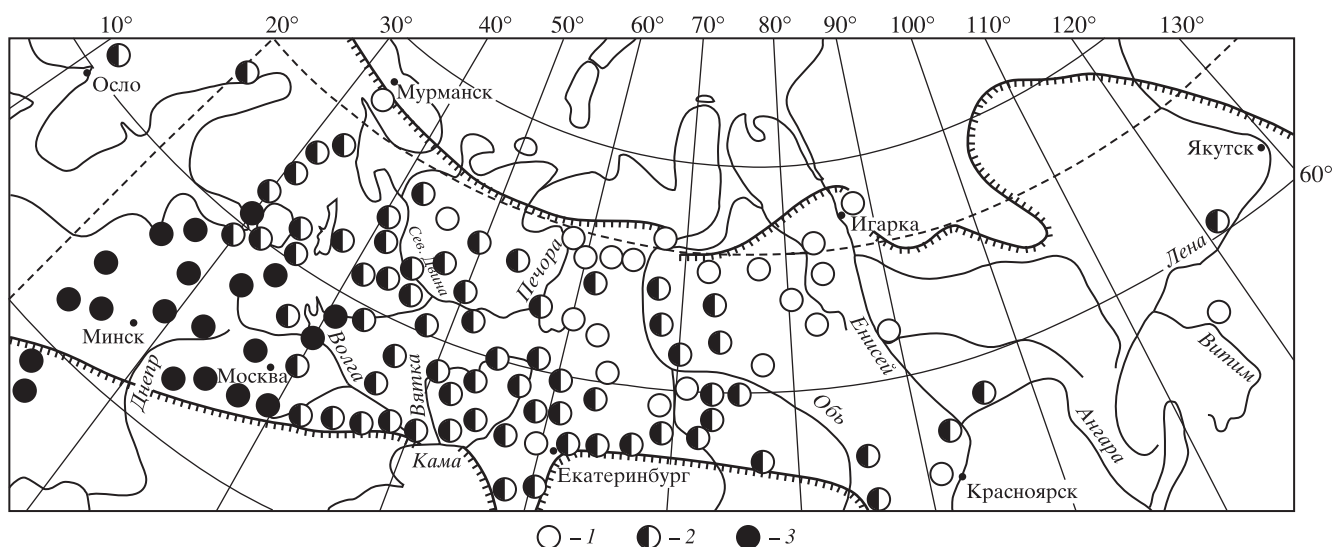 10° 20° 30° 40° 50° 60° 70° 80° 90° 100° 110° 120° 130°
Осло
Мурманск
Якутск
60°
Игарка
Сев. Двина
Печора
Лена
Минск
Днепр
Москва
Волга
Вятка
Енисей
Витим
Обь
Ангара
Кама
Екатеринбург
Красноярск
– 1 – 2 – 3